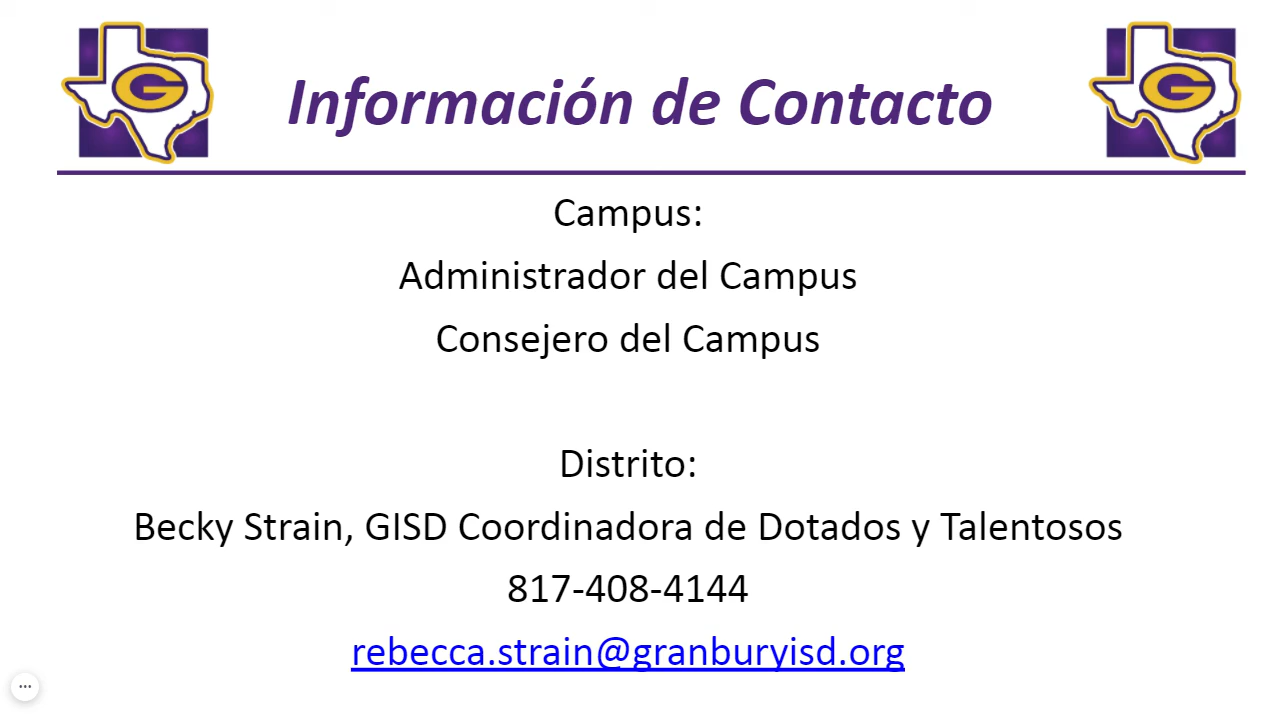 G
G
Información de Contacto
Campus:
Administrador del Campus
Consejero del Campus
Distrito:
Becky Strain, GISD Coordinadora de Dotados y Talentosos
817-408-4144
rebecca.strain@granburyisd.org